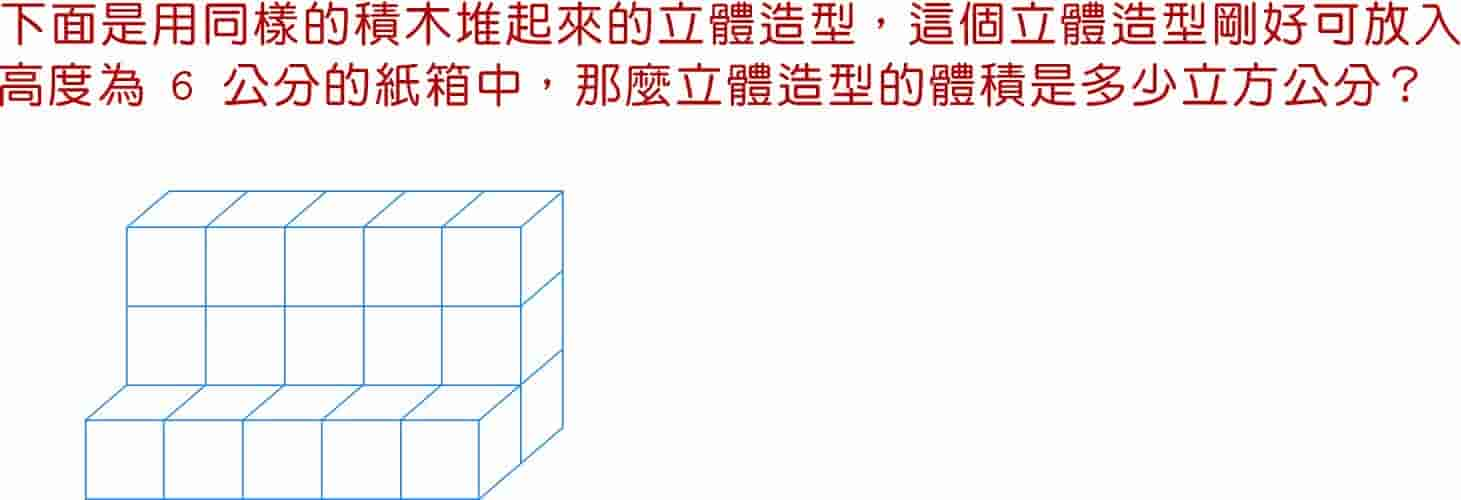 下面是用同樣的積木堆起來的立體造型，這個立體造型剛好可放入
高度為 6 公分的紙箱中，那麼立體造型的體積是多少立方公分？